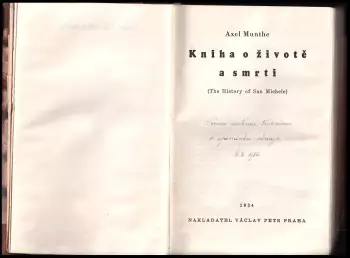 Axel Munthe
Kniha o životě
a smrti
(The History of San Michele)
1934
NAKLADATEL VÁCLAV PETR PRAHA